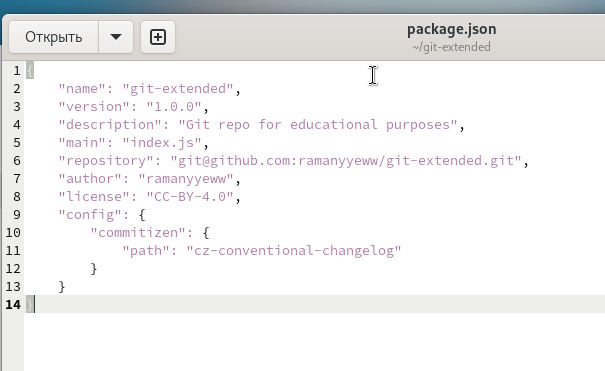 Открыть
package.json
~/git-extended
1 {
2 "name": "git-extended",
3 "version": "1.0.0",
4 "description": "Git repo for educational purposes",
5 "main": "index.js",
6 "repository": "git@github.com:ramanyyeww/git-extended.git",
7 "author": "ramanyyeww",
8 "license": "CC-BY-4.0",
9 "config": {
10 "commitizen": {
11 "path": "cz-conventional-changelog"
12 }
13 }
14 }